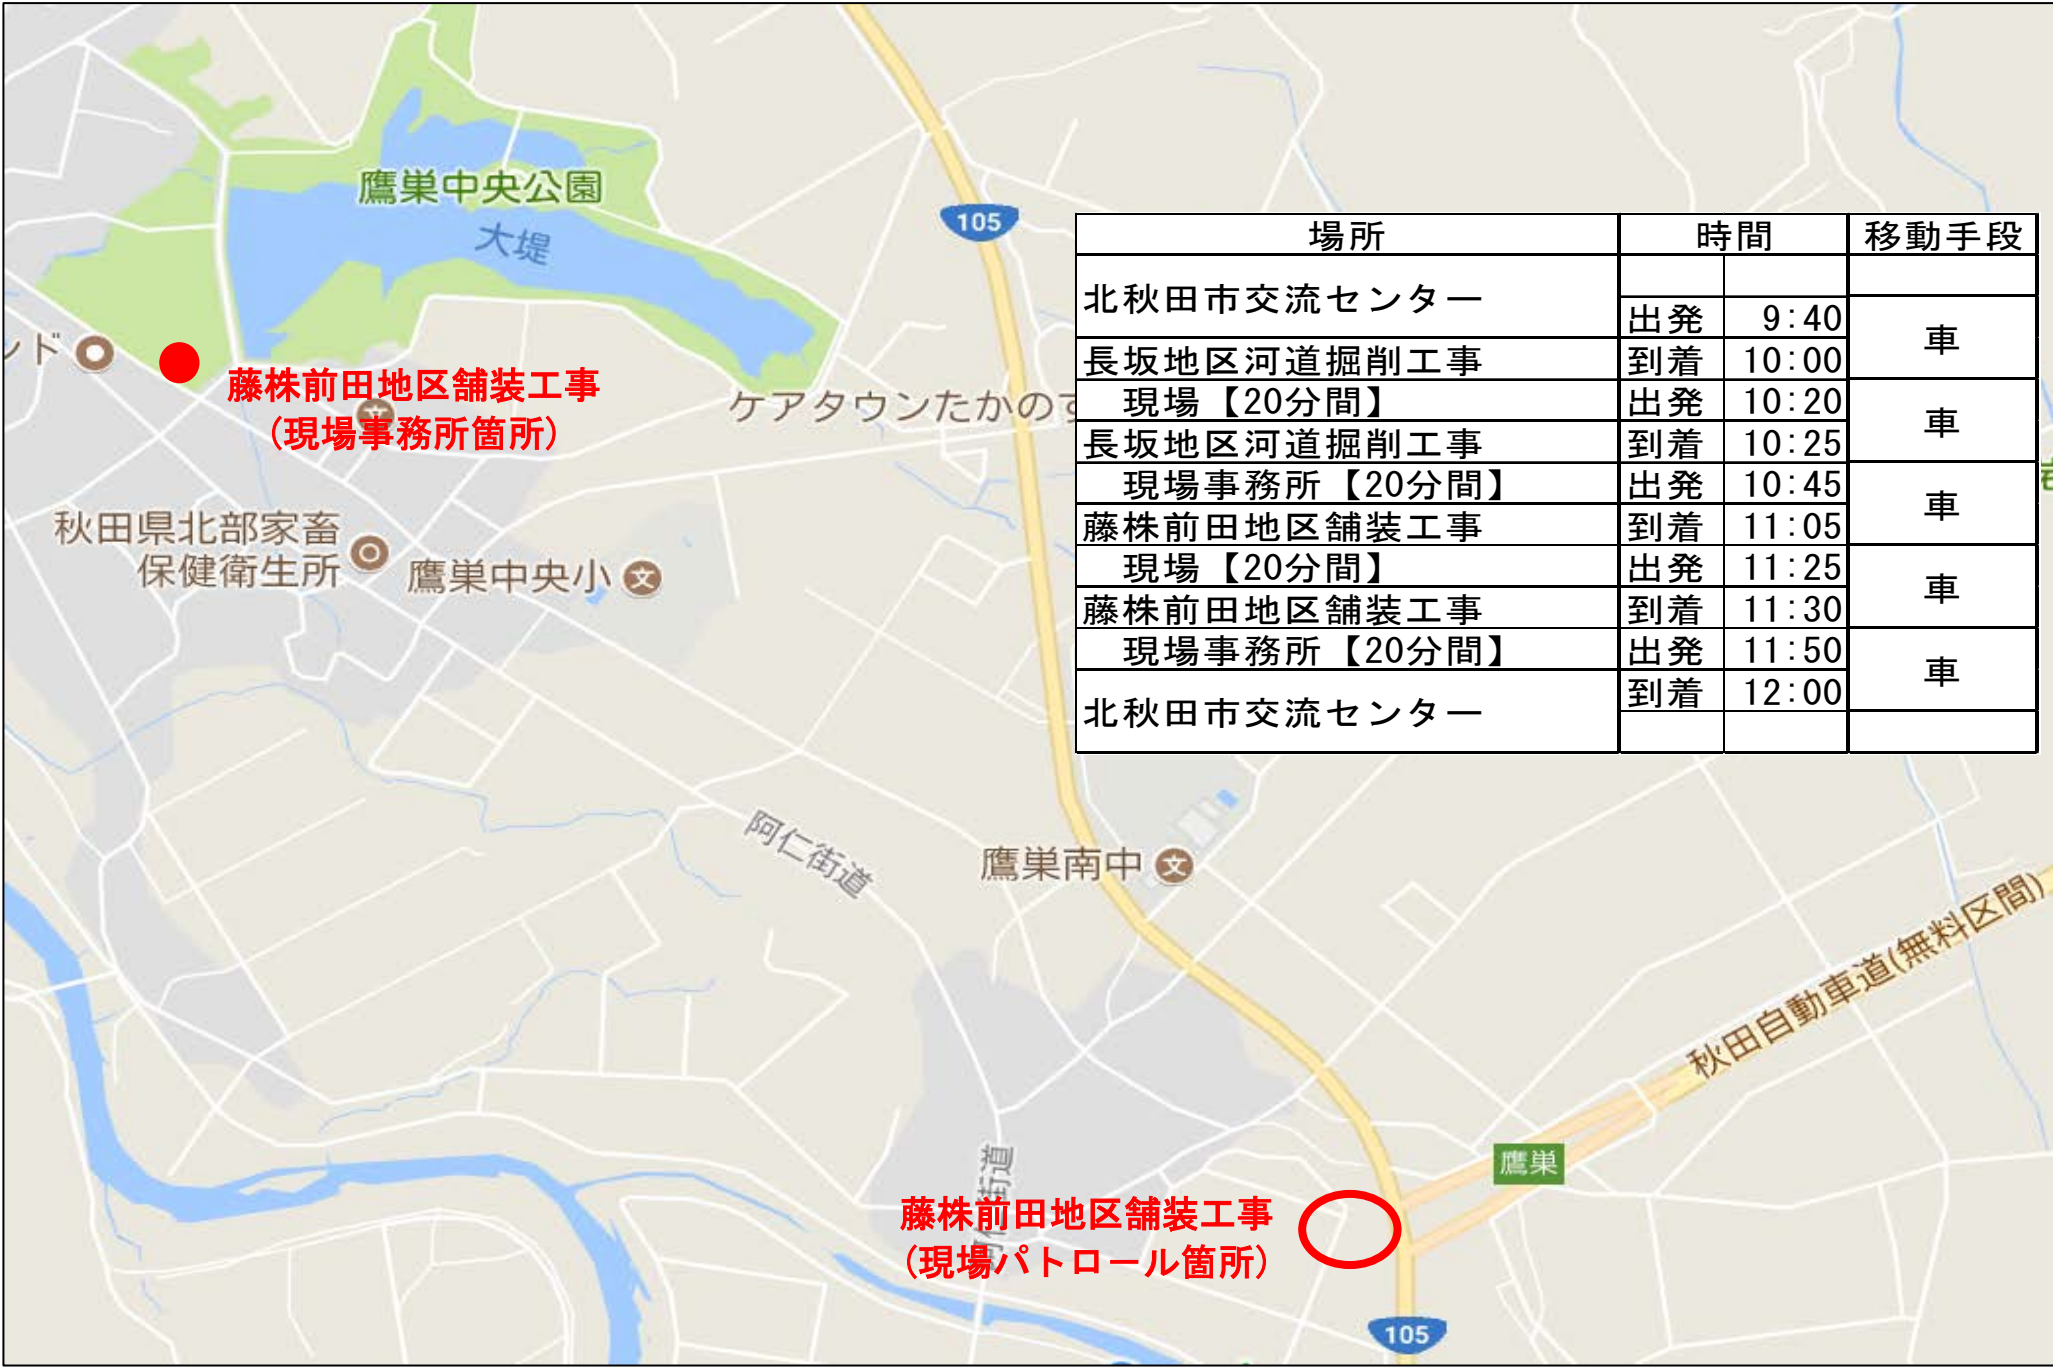 鷹巣中央公園
大堤
105
ンド
藤株前田地区舗装工事
(現場事務所箇所)
ケアタウンたかのす
秋田県北部家畜
保健衛生所
鷹巣中央小
文
場所 時間 移動手段
北秋田市交流センター
出発 9:40 車
長坂地区河道掘削工事 到着 10:00
現場【20分間】 出発 10:20 車
長坂地区河道掘削工事 到着 10:25
現場事務所【20分間】 出発 10:45 車
藤株前田地区舗装工事 到着 11:05
現場【20分間】 出発 11:25 車
藤株前田地区舗装工事 到着 11:30
現場事務所【20分間】 出発 11:50 車
北秋田市交流センター 到着 12:00
阿仁街道
鷹巣南中
文
秋田自動車道(無料区間)
鷹巣
阿仁街道
藤株前田地区舗装工事
(現場パトロール箇所)
105